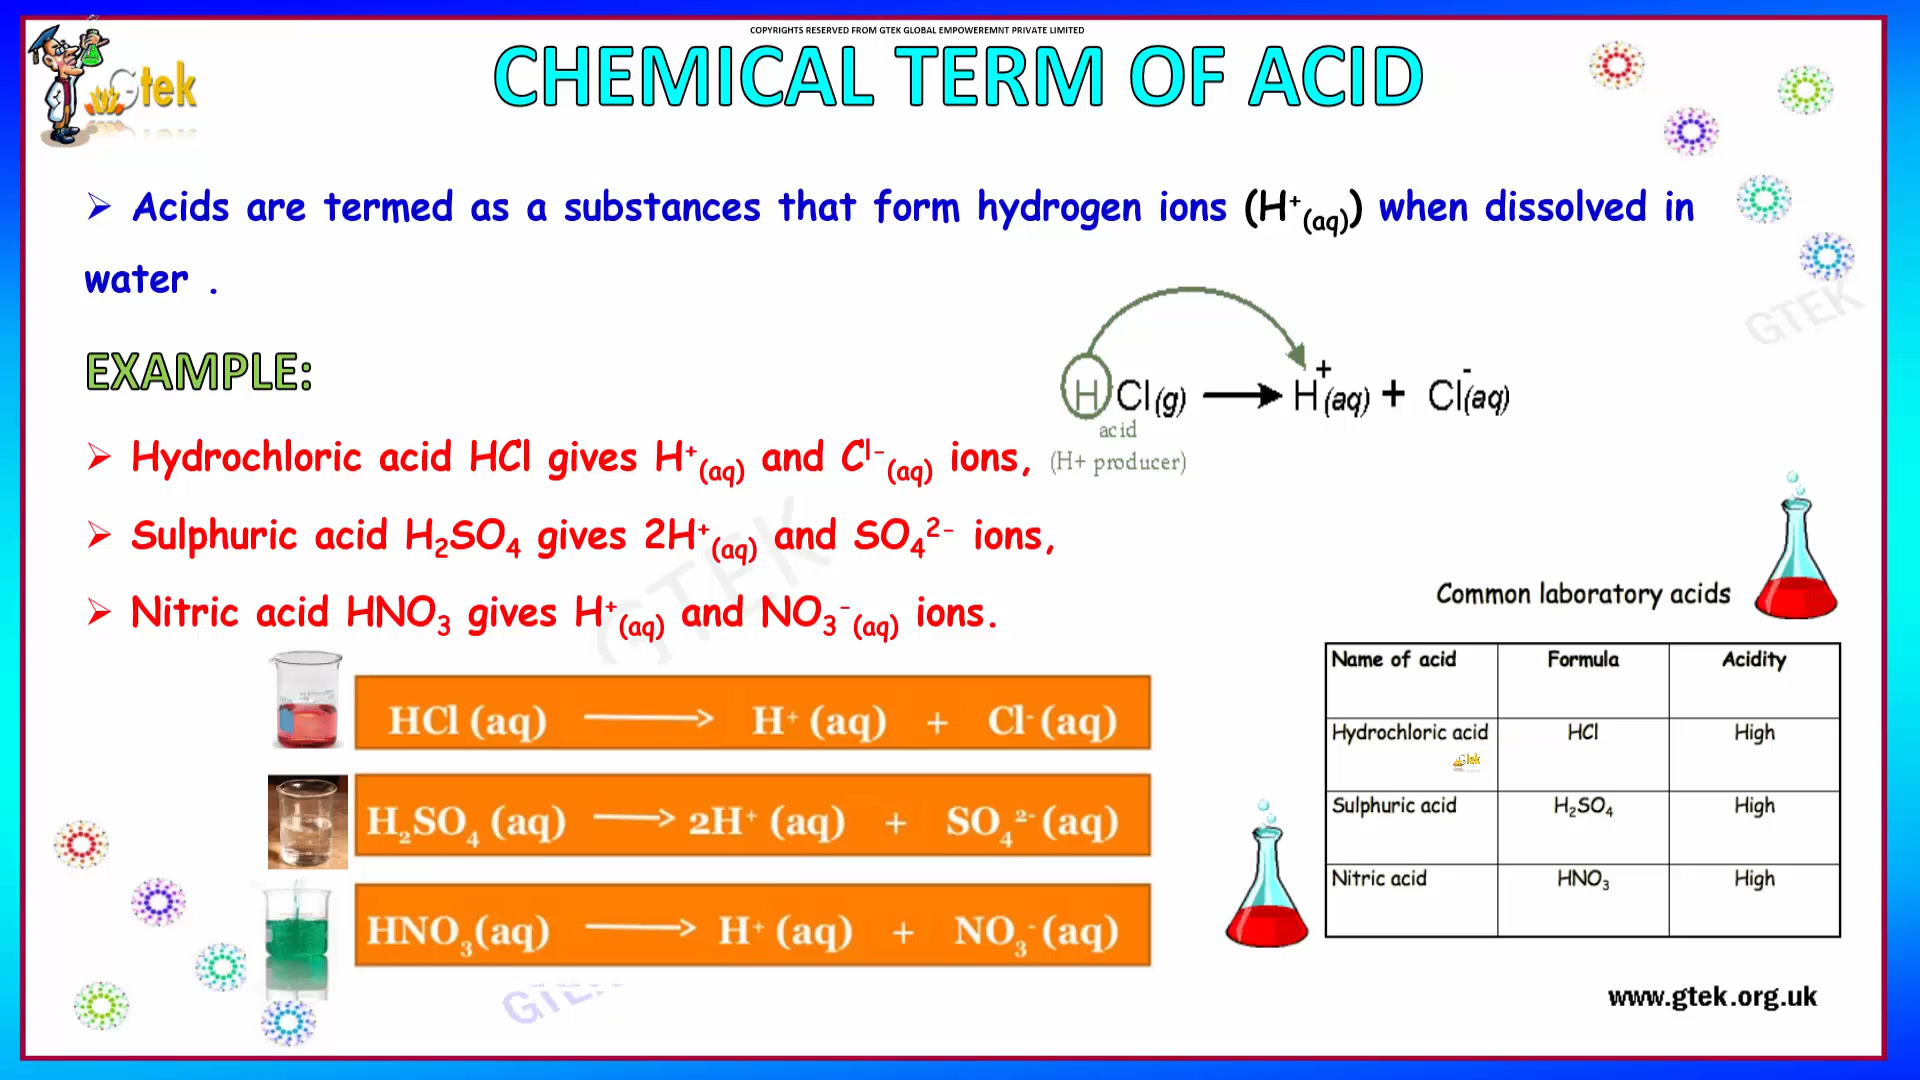 COPYRIGHTS RESERVED FROM GTEK GLOBAL EMPOWEREMNT PRIVATE LIMITED
Gtek
CHEMICAL TERM OF ACID
➢ Acids are termed as a substances that form hydrogen ions (H⁺(aq)) when dissolved in
water .
GTEK
EXAMPLE:
H Cl(g) ⟶ H⁺(aq) + Cl⁻(aq)
acid
(H+ producer)
➢ Hydrochloric acid HCl gives H⁺(aq) and Cˡ⁻(aq) ions,
➢ Sulphuric acid H₂SO₄ gives 2H⁺(aq) and SO₄²⁻ ions,
➢ Nitric acid HNO₃ gives H⁺(aq) and NO₃⁻(aq) ions.
GTEK
HCl (aq) ⟶ H⁺ (aq) + Cl⁻ (aq)
H₂SO₄ (aq) ⟶ 2H⁺ (aq) + SO₄²⁻ (aq)
HNO₃(aq) ⟶ H⁺ (aq) + NO₃⁻ (aq)
GTEK
Common laboratory acids
Name of acid Formula Acidity
Hydrochloric acid HCl High
Gtek
Sulphuric acid H₂SO₄ High
Nitric acid HNO₃ High
www.gtek.org.uk